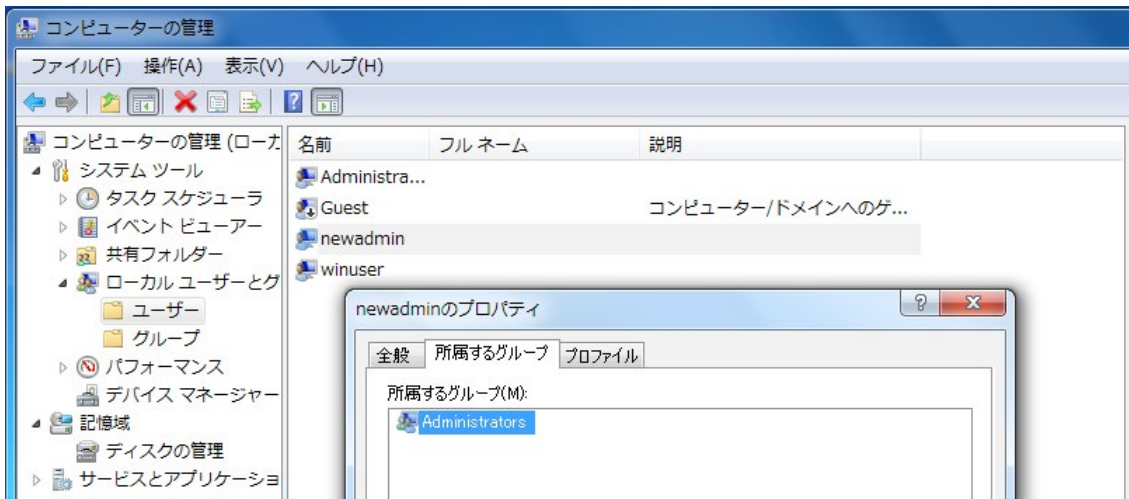 コンピューターの管理
ファイル(F) 操作(A) 表示(V) ヘルプ(H)
コンピューターの管理 (ローカ
システム ツール
タスク スケジューラ
イベント ビューアー
共有フォルダー
ローカル ユーザーとグ
ユーザー
グループ
パフォーマンス
デバイス マネージャー
記憶域
ディスクの管理
サービスとアプリケーショ
名前 フル ネーム 説明
Administra...
Guest コンピューター/ドメインへのゲ...
newadmin
winuser
newadminのプロパティ
全般 所属するグループ プロファイル
所属するグループ(M):
Administrators